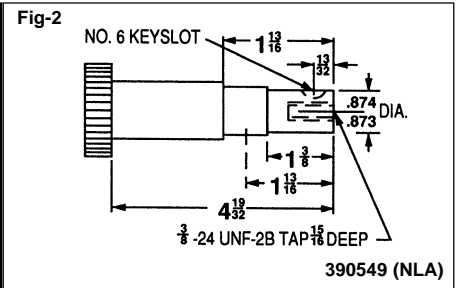 Fig-2
NO. 6 KEYSLOT
1 13/16
13/32
.874
.873
DIA.
1 3/8
1 13/16
4 19/32
3/8 -24 UNF-2B TAP 15/16 DEEP
390549 (NLA)